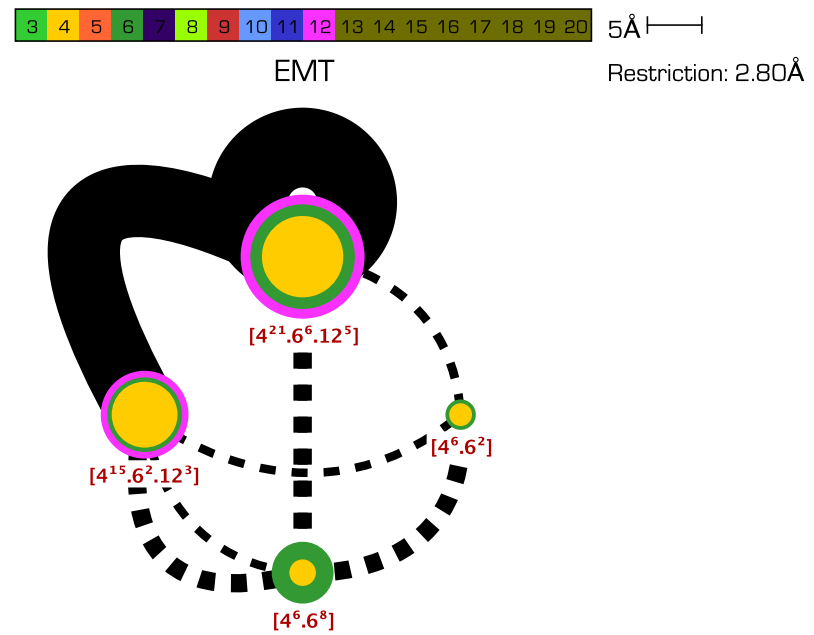 3 4 5 6 7 8 9 10 11 12 13 14 15 16 17 18 19 20
5Å
EMT
Restriction: 2.80Å
[4²¹.6⁶.12⁵]
[4⁶.6²]
[4¹⁵.6².12³]
[4⁶.6⁸]